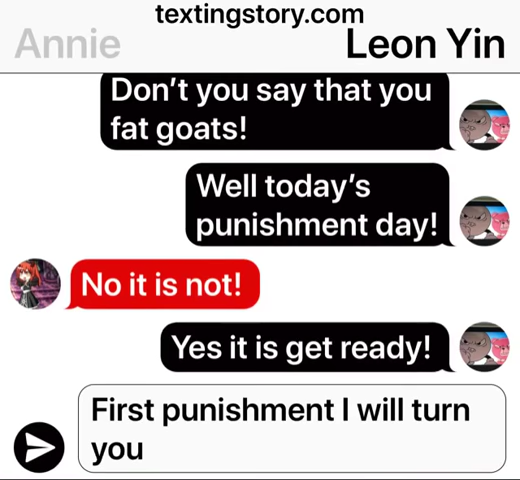 textingstory.com
Annie
Leon Yin
Don't you say that you
fat goats!
Well today's
punishment day!
No it is not!
Yes it is get ready!
First punishment I will turn
you